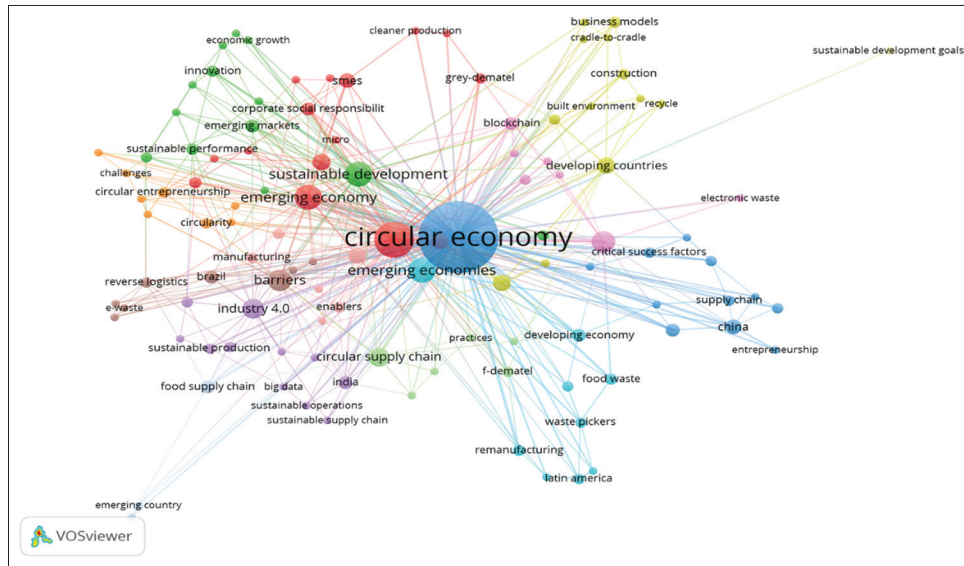 business models
cleaner production
cradle-to-cradle
economic growth
sustainable development goals
innovation
smes
grey-dematel
construction
corporate social responsibilit
built environment
recycle
emerging markets
blockchain
micro
sustainable performance
developing countries
challenges
sustainable development
circular entrepreneurship
emerging economy
electronic waste
circularity
circular economy
critical success factors
manufacturing
emerging economies
reverse logistics
brazil
barriers
supply chain
e-waste
industry 4.0
enablers
china
practices
developing economy
sustainable production
entrepreneurship
circular supply chain
f-dematel
food supply chain
big data
india
food waste
sustainable operations
sustainable supply chain
waste pickers
remanufacturing
latin america
emerging country
VOSviewer